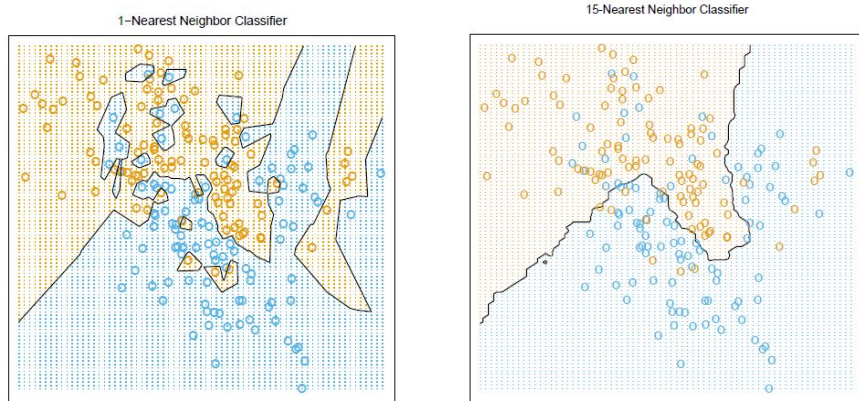 1−Nearest Neighbor Classifier
15-Nearest Neighbor Classifier